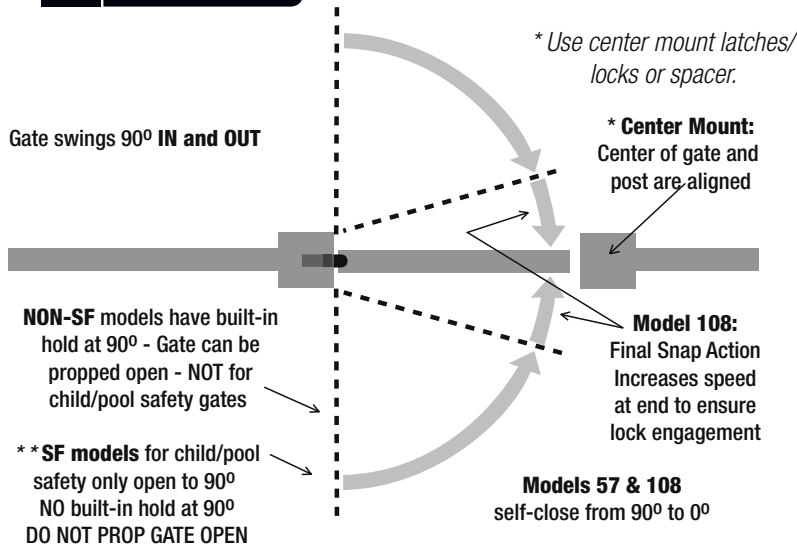 * Use center mount latches/
locks or spacer.
Gate swings 90º IN and OUT
* Center Mount:
Center of gate and
post are aligned
NON-SF models have built-in
hold at 90º - Gate can be
propped open - NOT for
child/pool safety gates
Model 108:
Final Snap Action
Increases speed
at end to ensure
lock engagement
* * SF models for child/pool
safety only open to 90º
NO built-in hold at 90º
DO NOT PROP GATE OPEN
Models 57 & 108
self-close from 90º to 0º